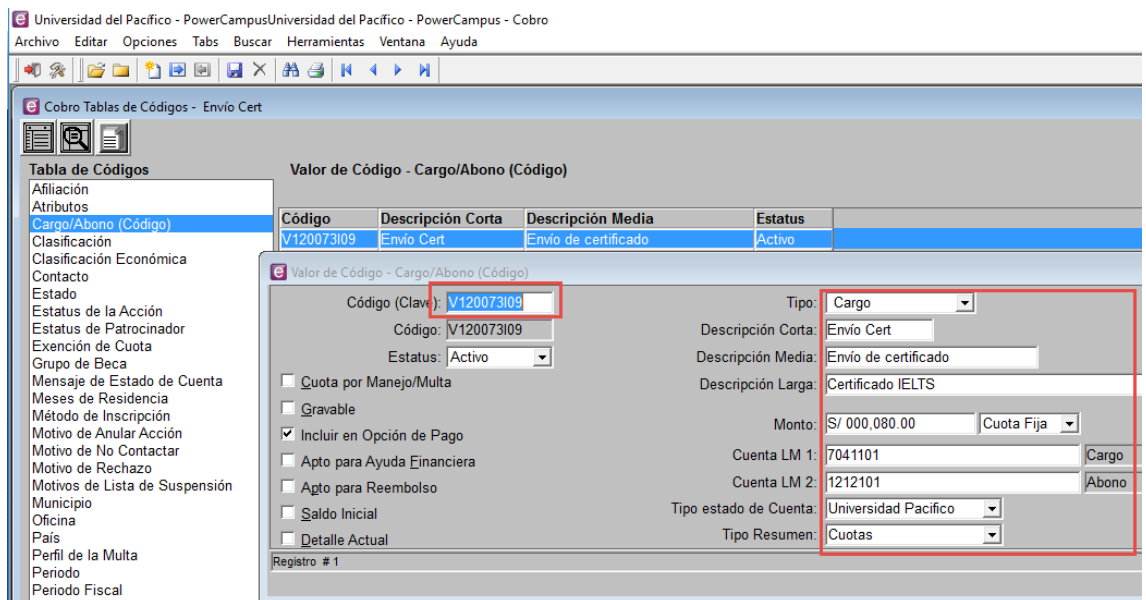 Universidad del Pacífico - PowerCampusUniversidad del Pacífico - PowerCampus - Cobro
Archivo Editar Opciones Tabs Buscar Herramientas Ventana Ayuda
Cobro Tablas de Códigos - Envío Cert
Tabla de Códigos
Afiliación
Atributos
Cargo/Abono (Código)
Clasificación
Clasificación Económica
Contacto
Estado
Estatus de la Acción
Estatus de Patrocinador
Exención de Cuota
Grupo de Beca
Mensaje de Estado de Cuenta
Meses de Residencia
Método de Inscripción
Motivo de Anular Acción
Motivo de No Contactar
Motivo de Rechazo
Motivos de Lista de Suspensión
Municipio
Oficina
País
Perfil de la Multa
Periodo
Periodo Fiscal
Valor de Código - Cargo/Abono (Código)
Código Descripción Corta Descripción Media Estatus
V120073I09 Envío Cert Envío de certificado Activo
Valor de Código - Cargo/Abono (Código)
Código (Clave): V120073I09
Código: V120073I09
Estatus: Activo
Cuota por Manejo/Multa
Gravable
Incluir en Opción de Pago
Apto para Ayuda Financiera
Apto para Reembolso
Saldo Inicial
Detalle Actual
Tipo: Cargo
Descripción Corta: Envío Cert
Descripción Media: Envío de certificado
Descripción Larga: Certificado IELTS
Monto: S/ 000,080.00 Cuota Fija
Cuenta LM 1: 7041101 Cargo
Cuenta LM 2: 1212101 Abono
Tipo estado de Cuenta: Universidad Pacifico
Tipo Resumen: Cuotas
Registro # 1